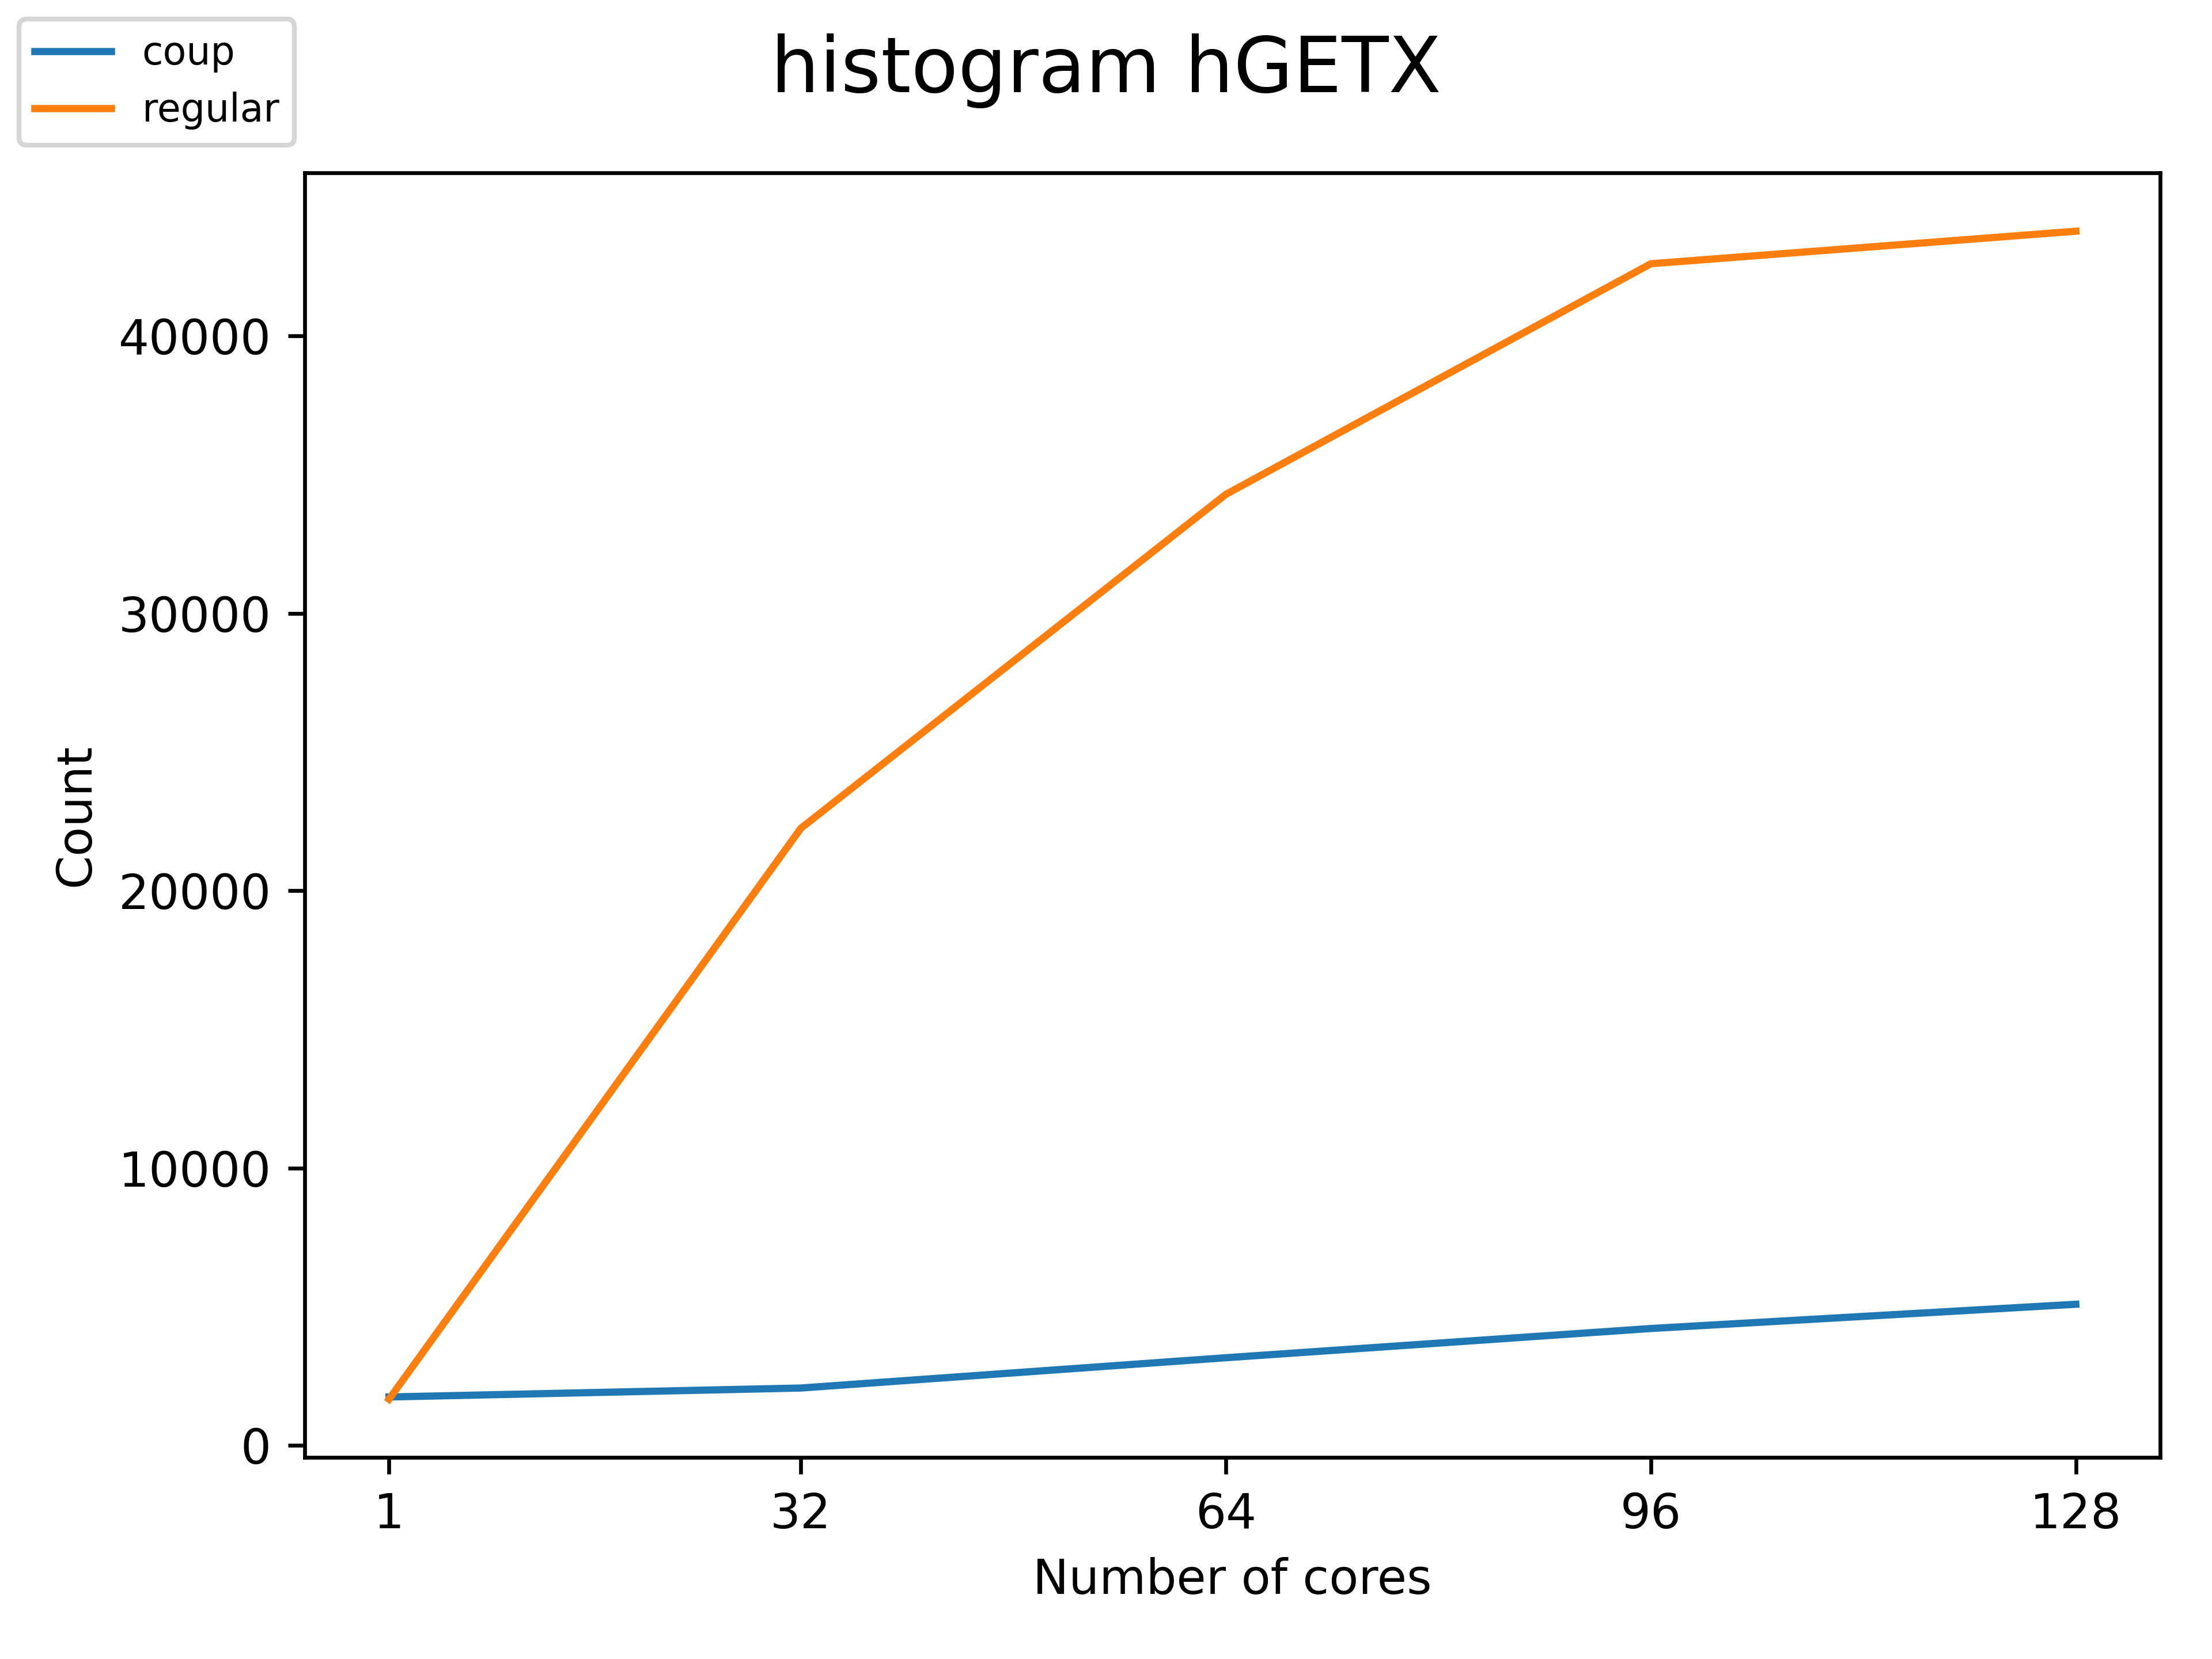 histogram hGETX
coup
regular
Count
40000
30000
20000
10000
0
1 32 64 96 128
Number of cores